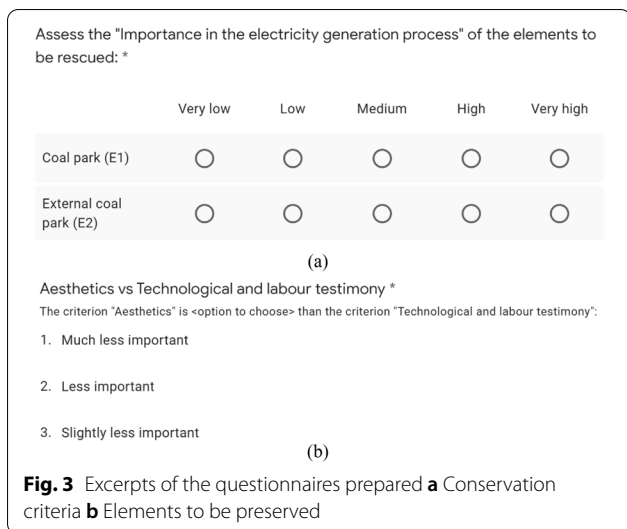 Assess the "Importance in the electricity generation process" of the elements to
be rescued: *
Very low Low Medium High Very high
Coal park (E1)
External coal
park (E2)
(a)
Aesthetics vs Technological and labour testimony *
The criterion "Aesthetics" is <option to choose> than the criterion "Technological and labour testimony":
1. Much less important
2. Less important
3. Slightly less important
(b)
Fig. 3 Excerpts of the questionnaires prepared a Conservation
criteria b Elements to be preserved